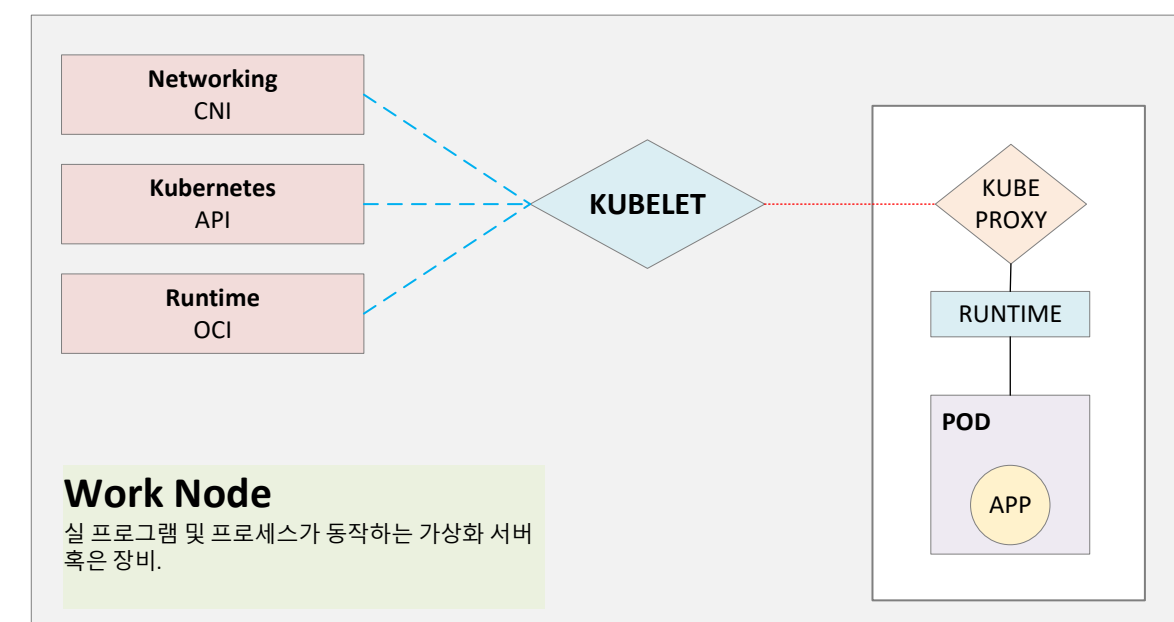 Networking
CNI
Kubernetes
API
Runtime
OCI
KUBELET
KUBE
PROXY
RUNTIME
POD
APP
Work Node
실 프로그램 및 프로세스가 동작하는 가상화 서버
혹은 장비.